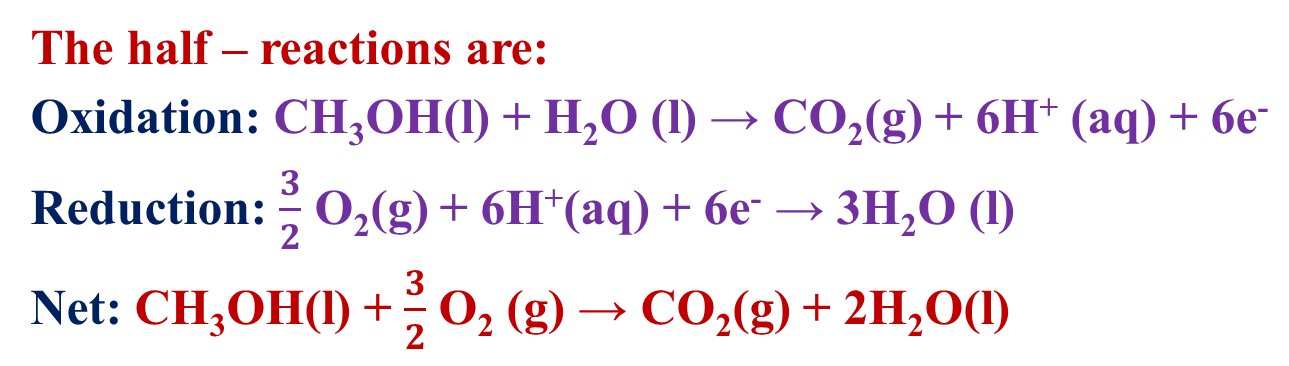 The half – reactions are:
Oxidation: CH₃OH(l) + H₂O (l) → CO₂(g) + 6H⁺ (aq) + 6e⁻
Reduction: 3/2 O₂(g) + 6H⁺(aq) + 6e⁻ → 3H₂O (l)
Net: CH₃OH(l) + 3/2 O₂ (g) → CO₂(g) + 2H₂O(l)